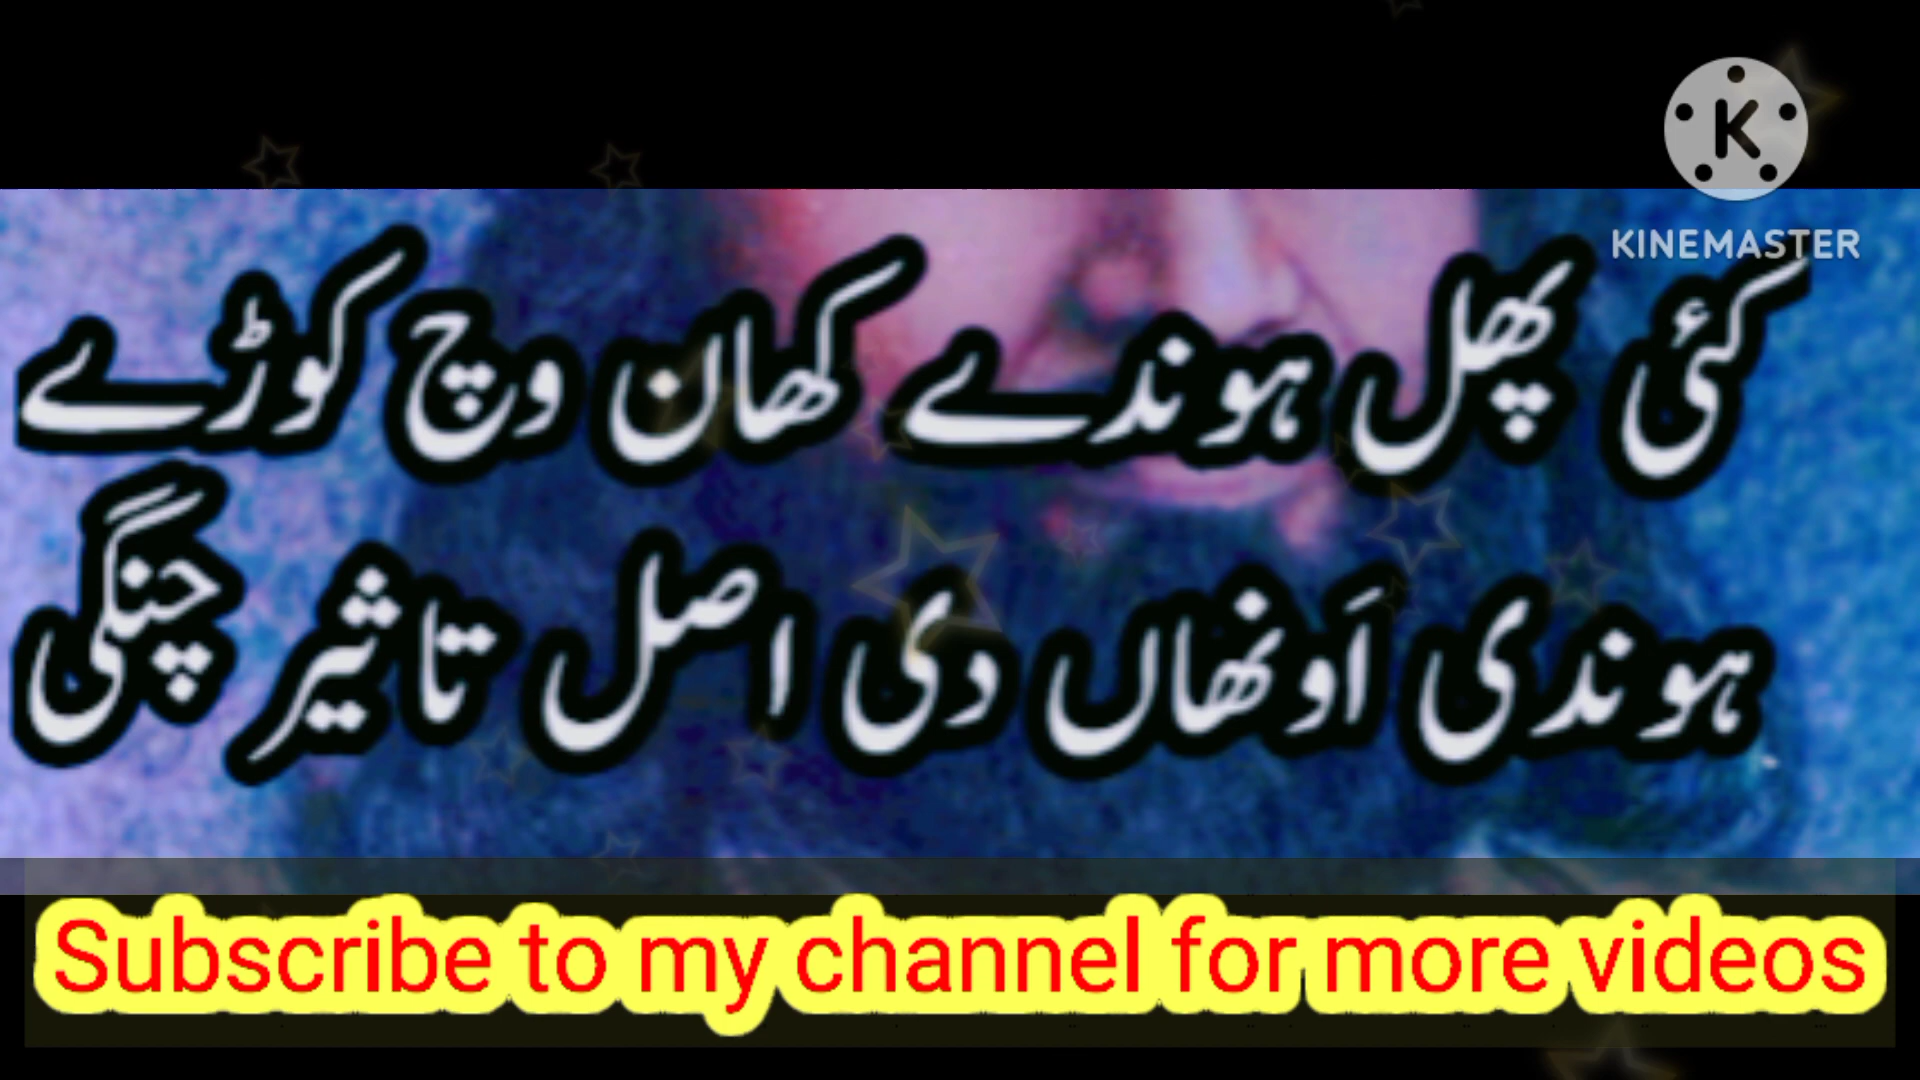 KINEMASTER
کئی پھل ہوندے کھان وچ کوڑے
ہوندی اَونھاں دی اصل تاثیر چنگی
Subscribe to my channel for more videos